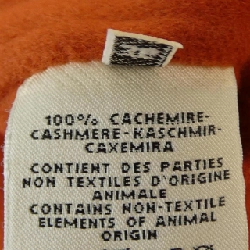 100% CACHEMIRE-
CASHMERE-KASCHMIR-
CAXEMIRA
CONTIENT DES PARTIES
NON TEXTILES D'ORIGINE
ANIMALE
CONTAINS NON-TEXTILE
ELEMENTS OF ANIMAL
ORIGIN